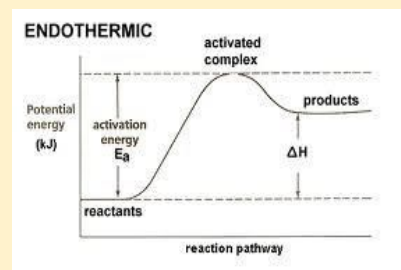 ENDOTHERMIC
activated
complex
products
Potential
energy
(kJ)
activation
energy
Ea
ΔH
reactants
reaction pathway